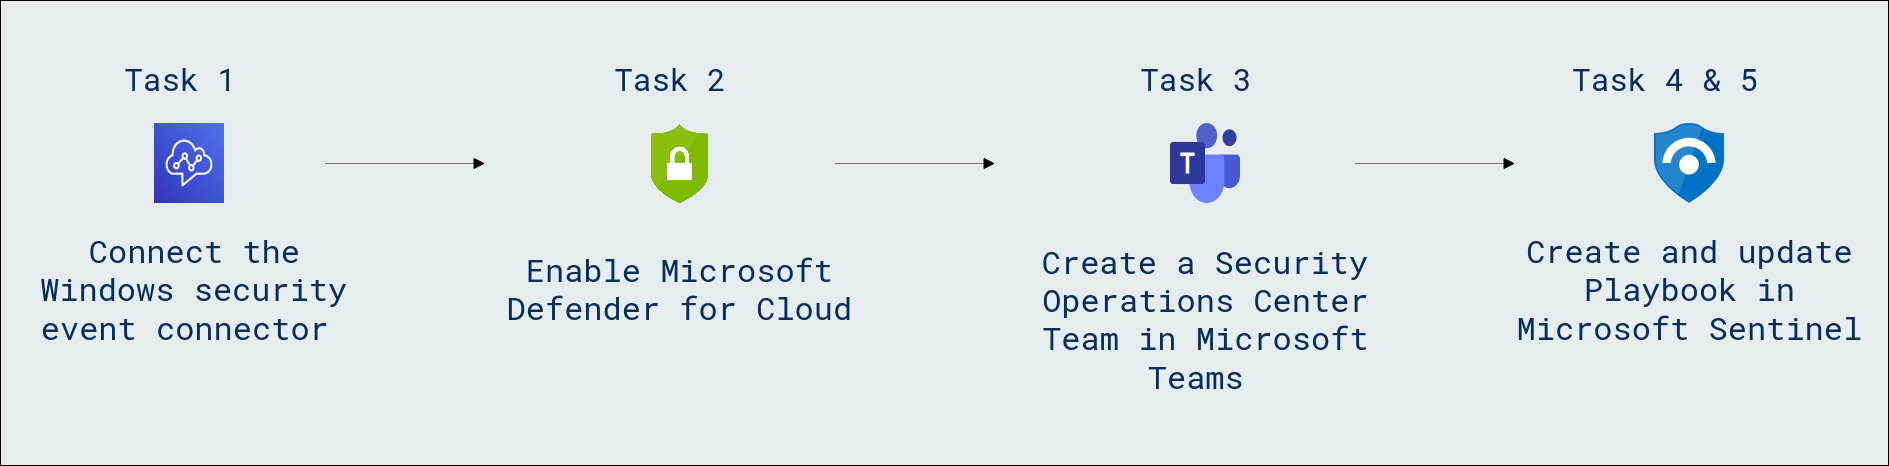 Task 1
Connect the
Windows security
event connector
Task 2
Enable Microsoft
Defender for Cloud
Task 3
T
Create a Security
Operations Center
Team in Microsoft
Teams
Task 4 & 5
Create and update
Playbook in
Microsoft Sentinel